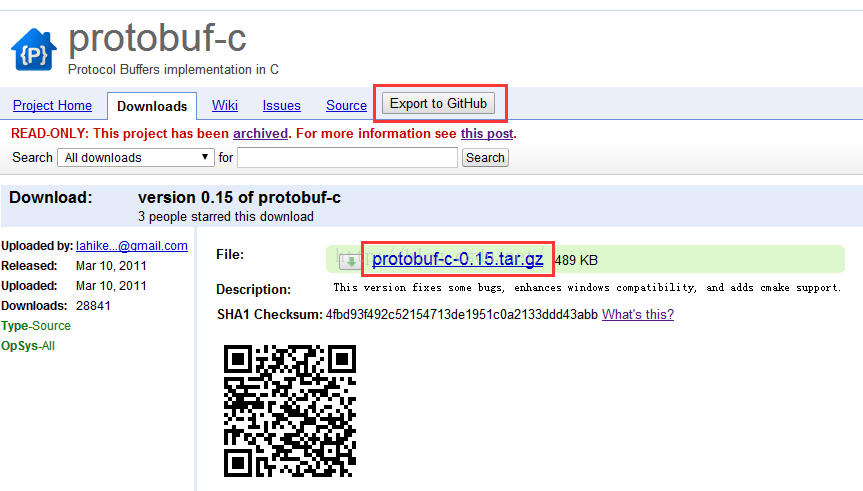 {P}
protobuf-c
Protocol Buffers implementation in C
Project Home Downloads Wiki Issues Source Export to GitHub
READ-ONLY: This project has been archived. For more information see this post.
Search All downloads for Search
Download: version 0.15 of protobuf-c
3 people starred this download
Uploaded by: lahike...@gmail.com
Released: Mar 10, 2011
Uploaded: Mar 10, 2011
Downloads: 28841
Type-Source
OpSys-All
File: protobuf-c-0.15.tar.gz 489 KB
Description: This version fixes some bugs, enhances windows compatibility, and adds cmake support.
SHA1 Checksum: 4fbd93f492c52154713de1951c0a2133ddd43abb What's this?